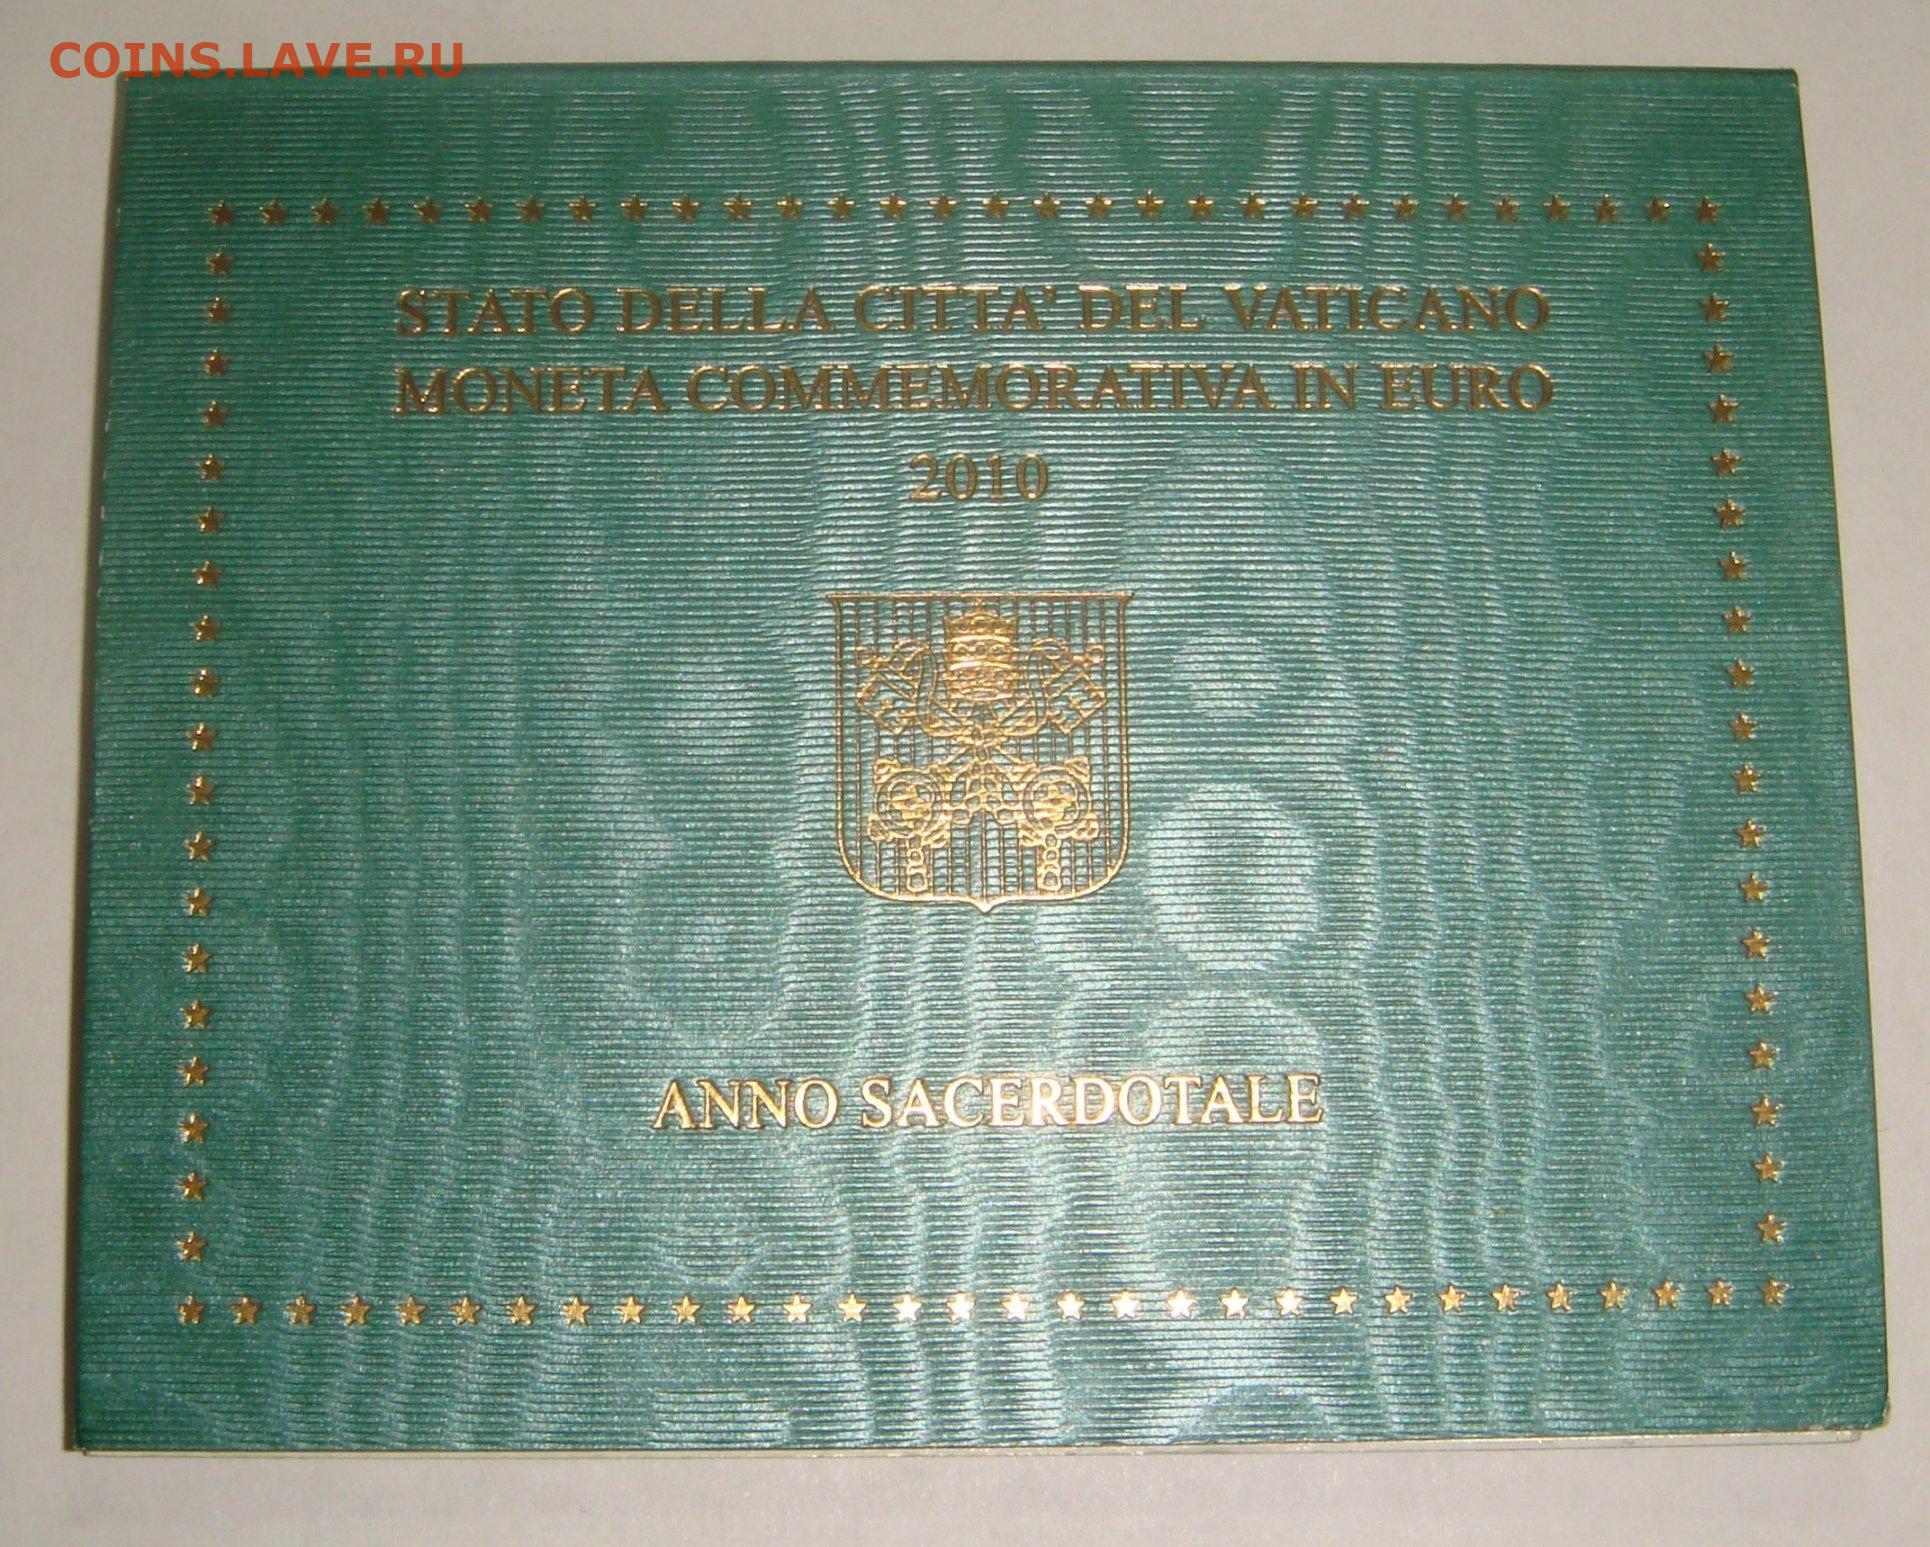 COINS.LAVE.RU
STATO DELLA CITTA' DEL VATICANO
MONETA COMMEMORATIVA IN EURO
2010
ANNO SACERDOTALE